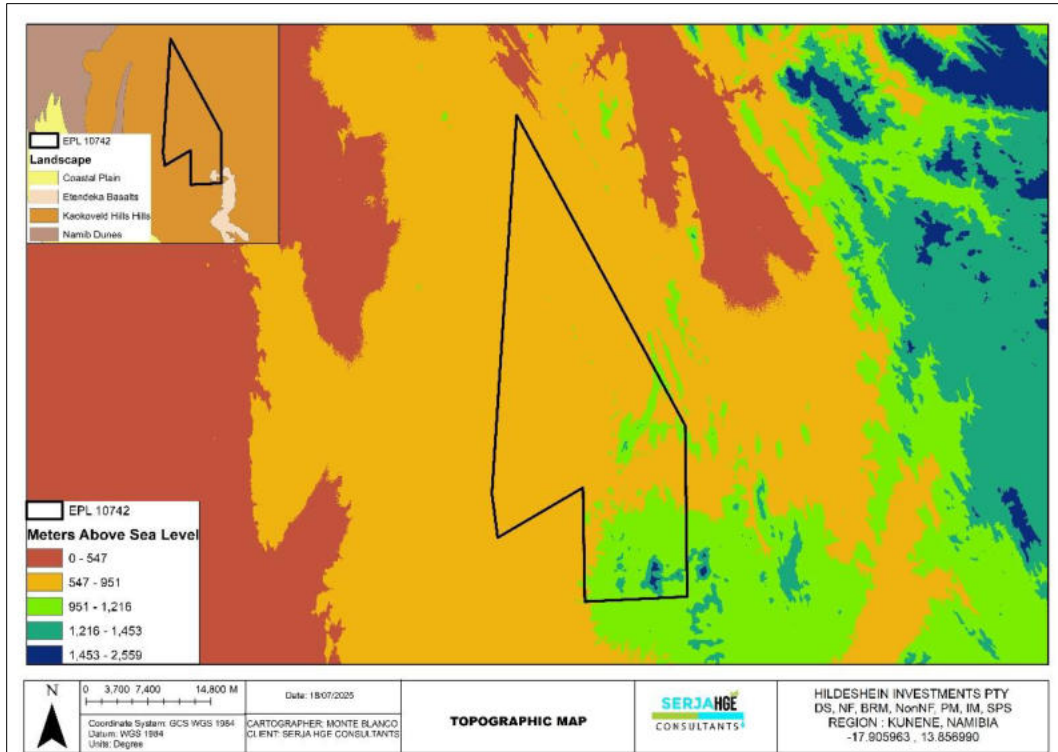 EPL 10742
Landscape
Coastal Plain
Etendeka Basalts
Kaokoveld Hills Hills
Namib Dunes
EPL 10742
Meters Above Sea Level
0 - 547
547 - 951
951 - 1,216
1,216 - 1,453
1,453 - 2,559
N
0 3,700 7,400 14,800 M
Coordinate System: GCS WGS 1984
Datum: WGS 1984
Units: Degree
Date: 18/07/2025
CARTOGRAPHER: MONTE BLANCO
CLIENT: SERJA HGE CONSULTANTS
TOPOGRAPHIC MAP
SERJA HGE
CONSULTANTS
HILDESHEIN INVESTMENTS PTY
DS, NF, BRM, NonNF, PM, IM, SPS
REGION : KUNENE, NAMIBIA
-17.905963 , 13.856990